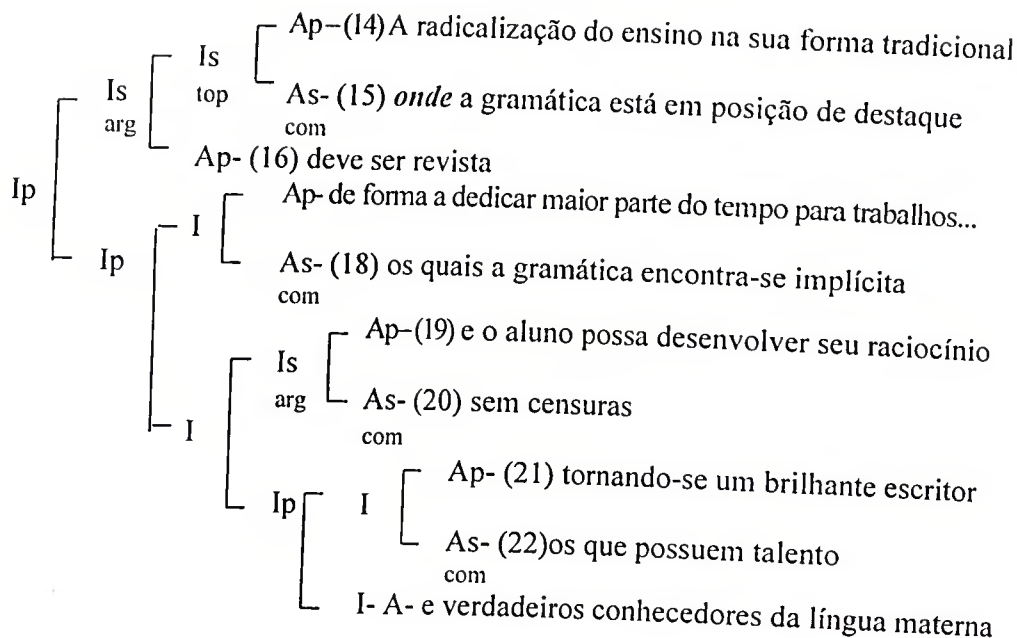 Ap–(14) A radicalização do ensino na sua forma tradicional
Is
top
Is
arg
As- (15) onde a gramática está em posição de destaque
com
Ap- (16) deve ser revista
Ip
Ap- de forma a dedicar maior parte do tempo para trabalhos...
I
Ip
As- (18) os quais a gramática encontra-se implícita
com
Ap–(19) e o aluno possa desenvolver seu raciocínio
Is
arg
As- (20) sem censuras
com
I
Ap- (21) tornando-se um brilhante escritor
Ip
I
As- (22)os que possuem talento
com
I- A- e verdadeiros conhecedores da língua materna